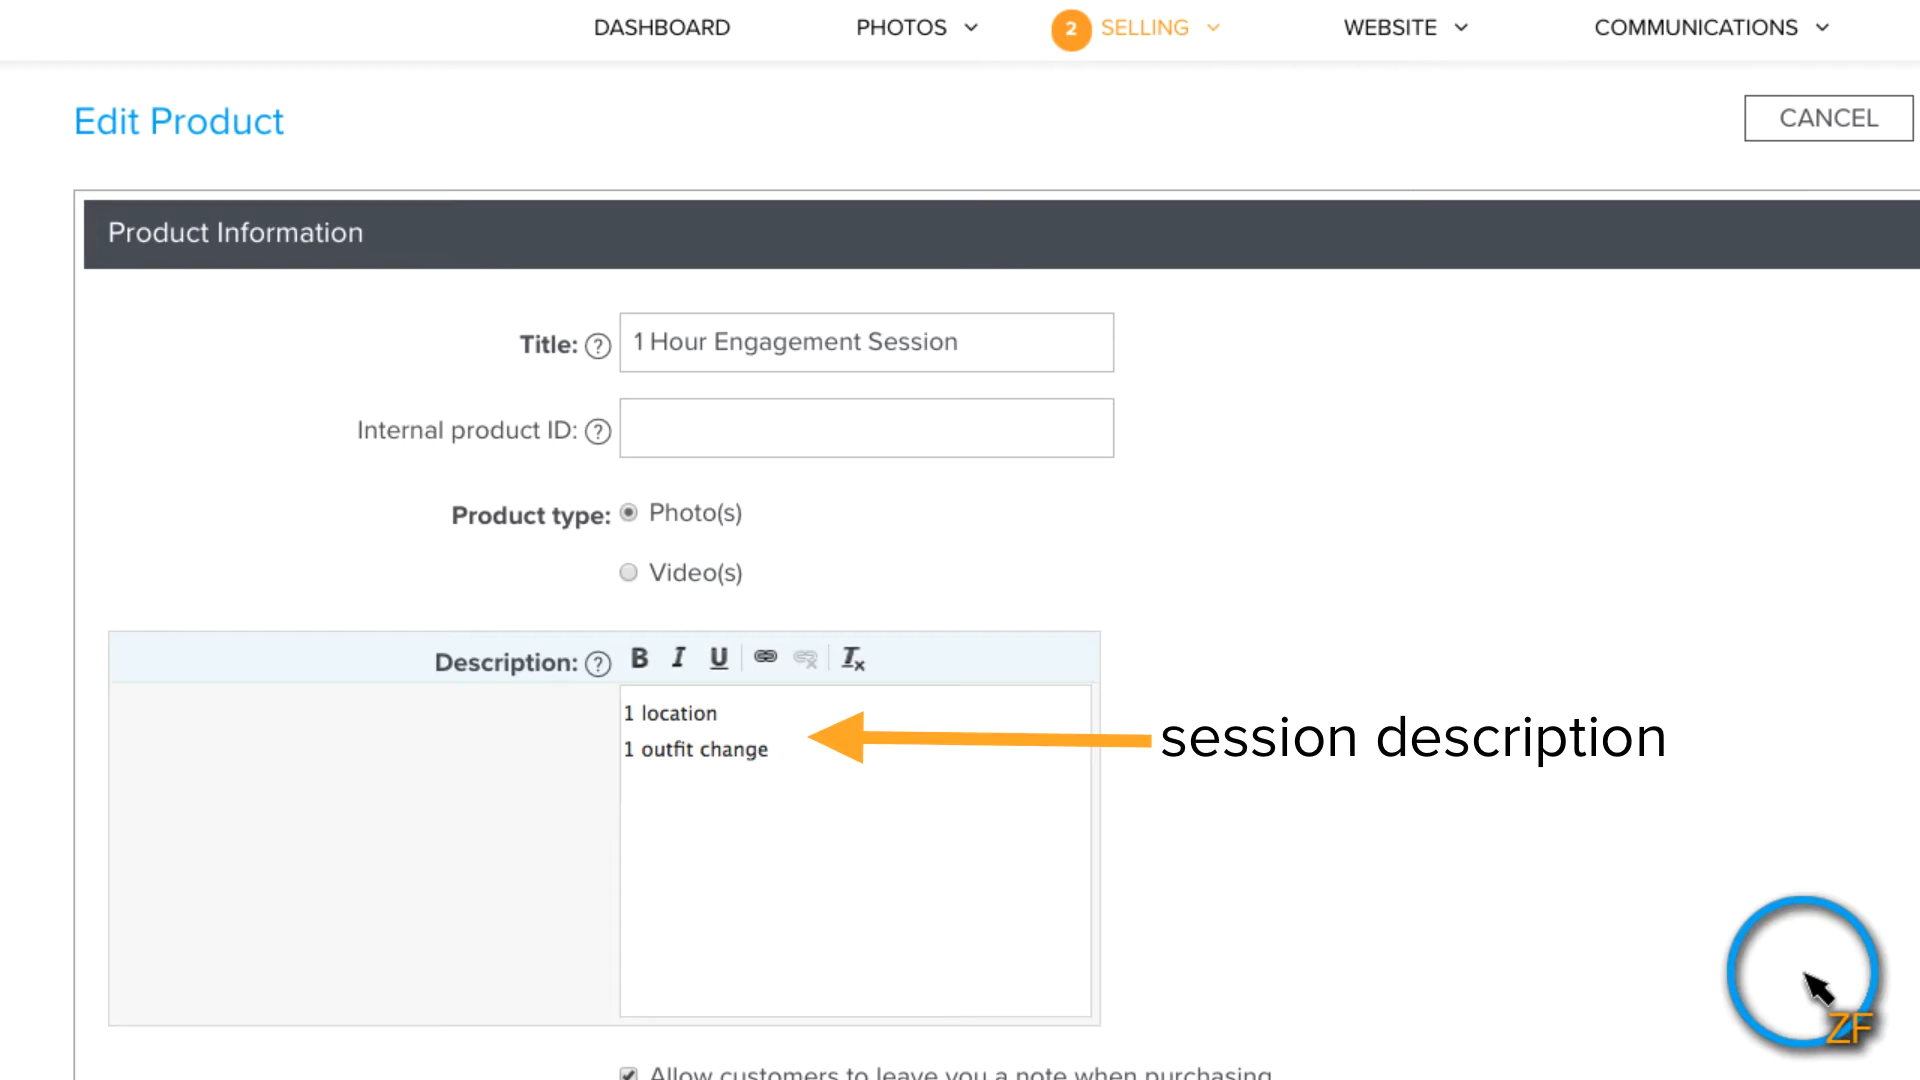 DASHBOARD PHOTOS 2 SELLING WEBSITE COMMUNICATIONS
Edit Product
CANCEL
Product Information
Title: ? 1 Hour Engagement Session
Internal product ID: ?
Product type: Photo(s)
Video(s)
Description: ? B I U Tx
1 location
1 outfit change
session description
ZF
Allow customers to leave you a note when purchasing